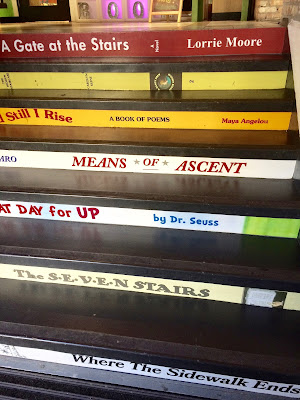 A Gate at the Stairs A Novel Lorrie Moore
Still I Rise A BOOK OF POEMS Maya Angelou
MEANS OF ASCENT
AT DAY for UP by Dr. Seuss
The S·E·V·E·N STAIRS
Where The Sidewalk Ends